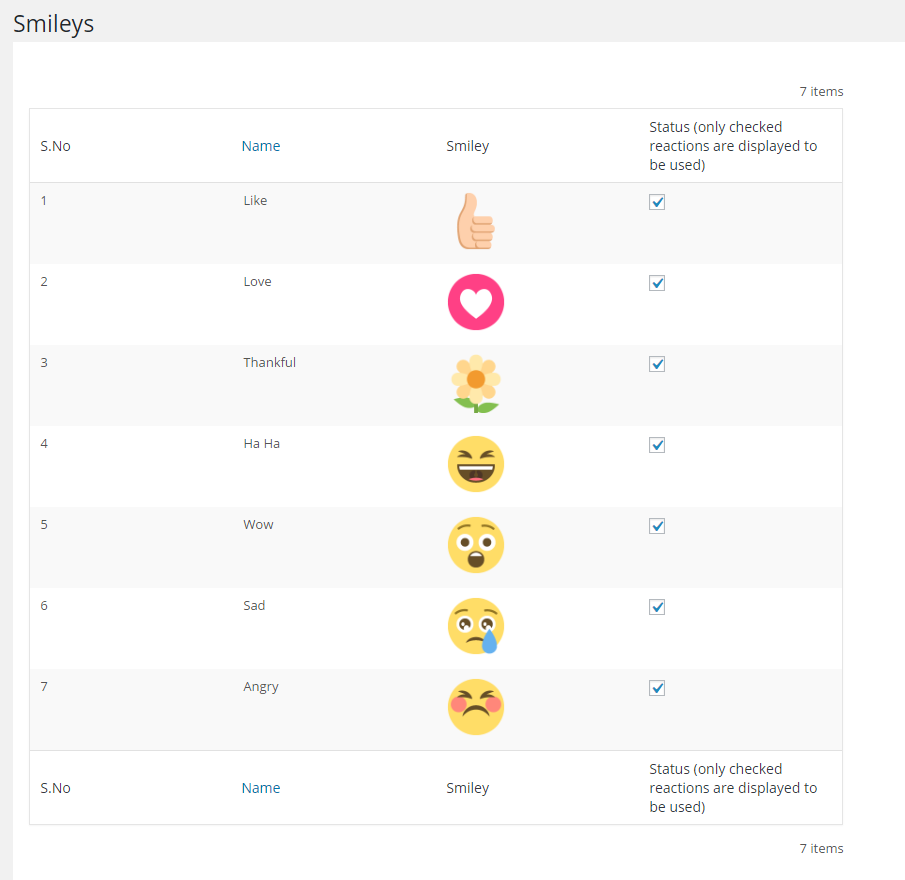 Smileys
7 items
S.No Name Smiley Status (only checked
reactions are displayed to
be used)
1 Like
2 Love
3 Thankful
4 Ha Ha
5 Wow
6 Sad
7 Angry
S.No Name Smiley Status (only checked
reactions are displayed to
be used)
7 items